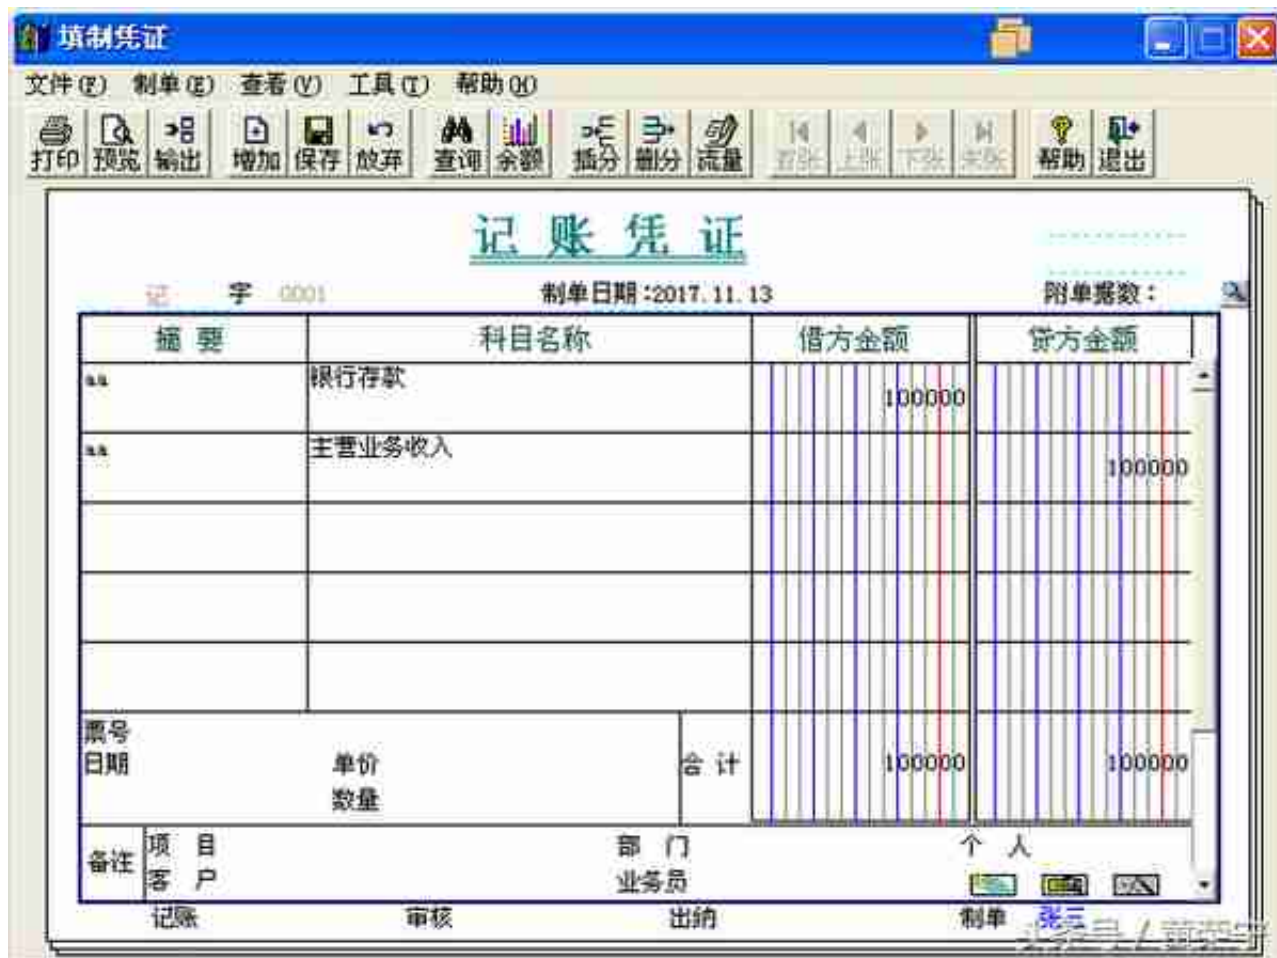 填制凭证
文件(F) 制单(E) 查看(V) 工具(T) 帮助(H)
打印 预览 输出 增加 保存 放弃 查询 余额 插分 删分 流量 首张 上张 下张 末张 帮助 退出
记 账 凭 证
记 字 0001 制单日期:2017.11.13 附单据数:
摘 要 科目名称 借方金额 贷方金额
aa 银行存款 100000
aa 主营业务收入 100000
票号
日期 单价 合 计 100000 100000
数量
备注 项 目 部 门 个 人
客 户 业务员
记账 审核 出纳 制单 张三
头条号 /